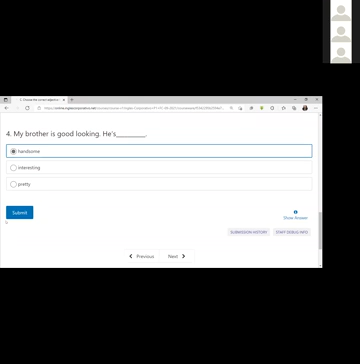 4. My brother is good looking. He's_________.
handsome
interesting
pretty
Submit
Show Answer
SUBMISSION HISTORY
STAFF DEBUG INFO
Previous
Next